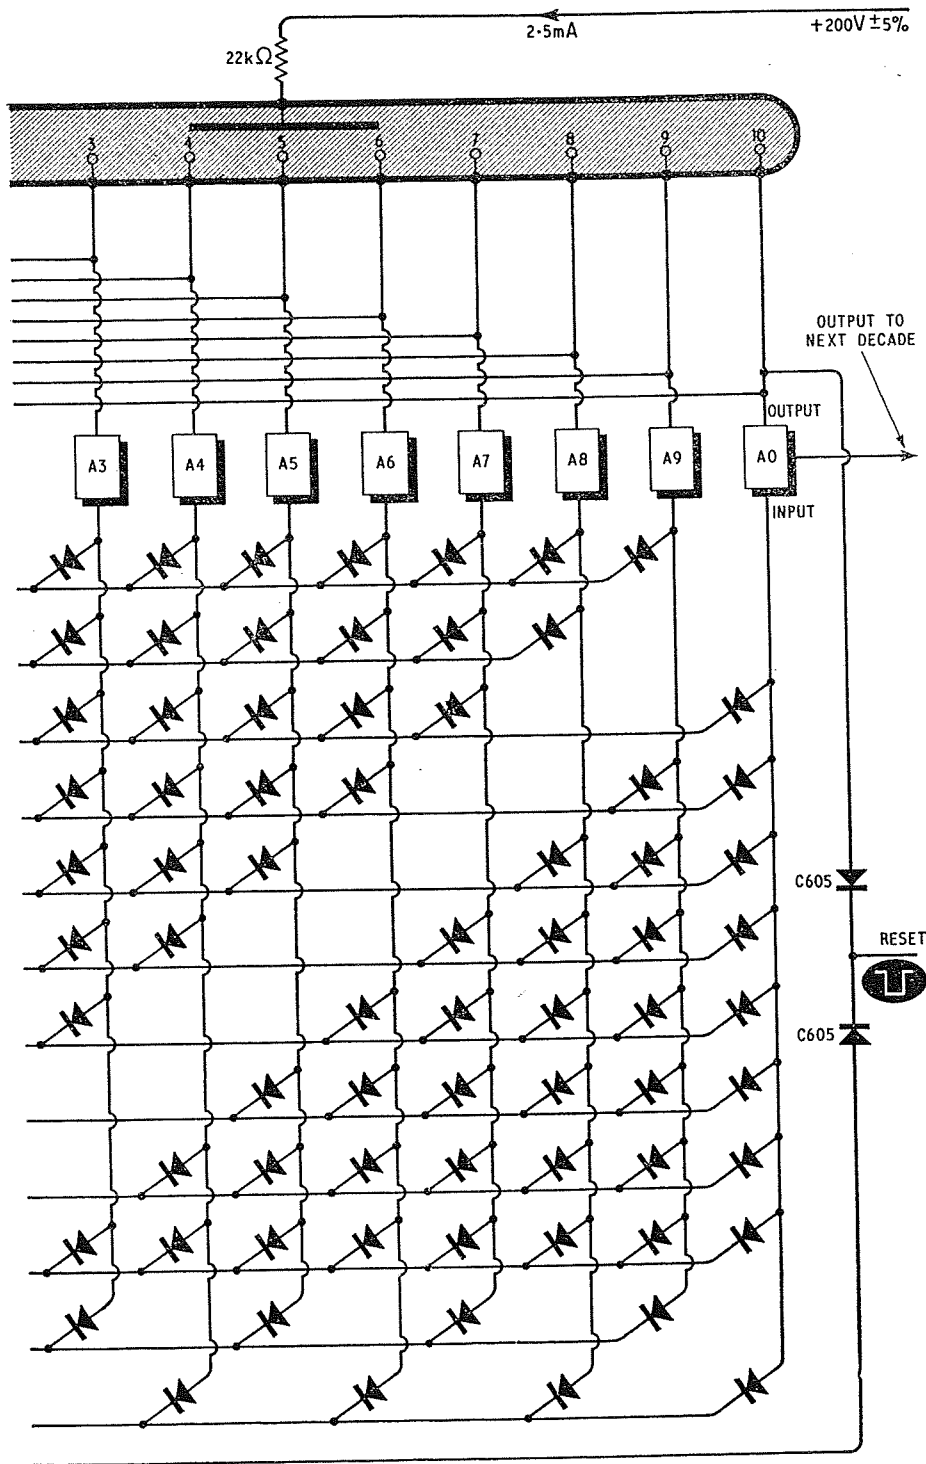 2·5mA
+200V ±5%
22kΩ
3 4 5 6 7 8 9 10
OUTPUT TO
NEXT DECADE
OUTPUT
A3 A4 A5 A6 A7 A8 A9 A0
INPUT
C605
RESET
C605